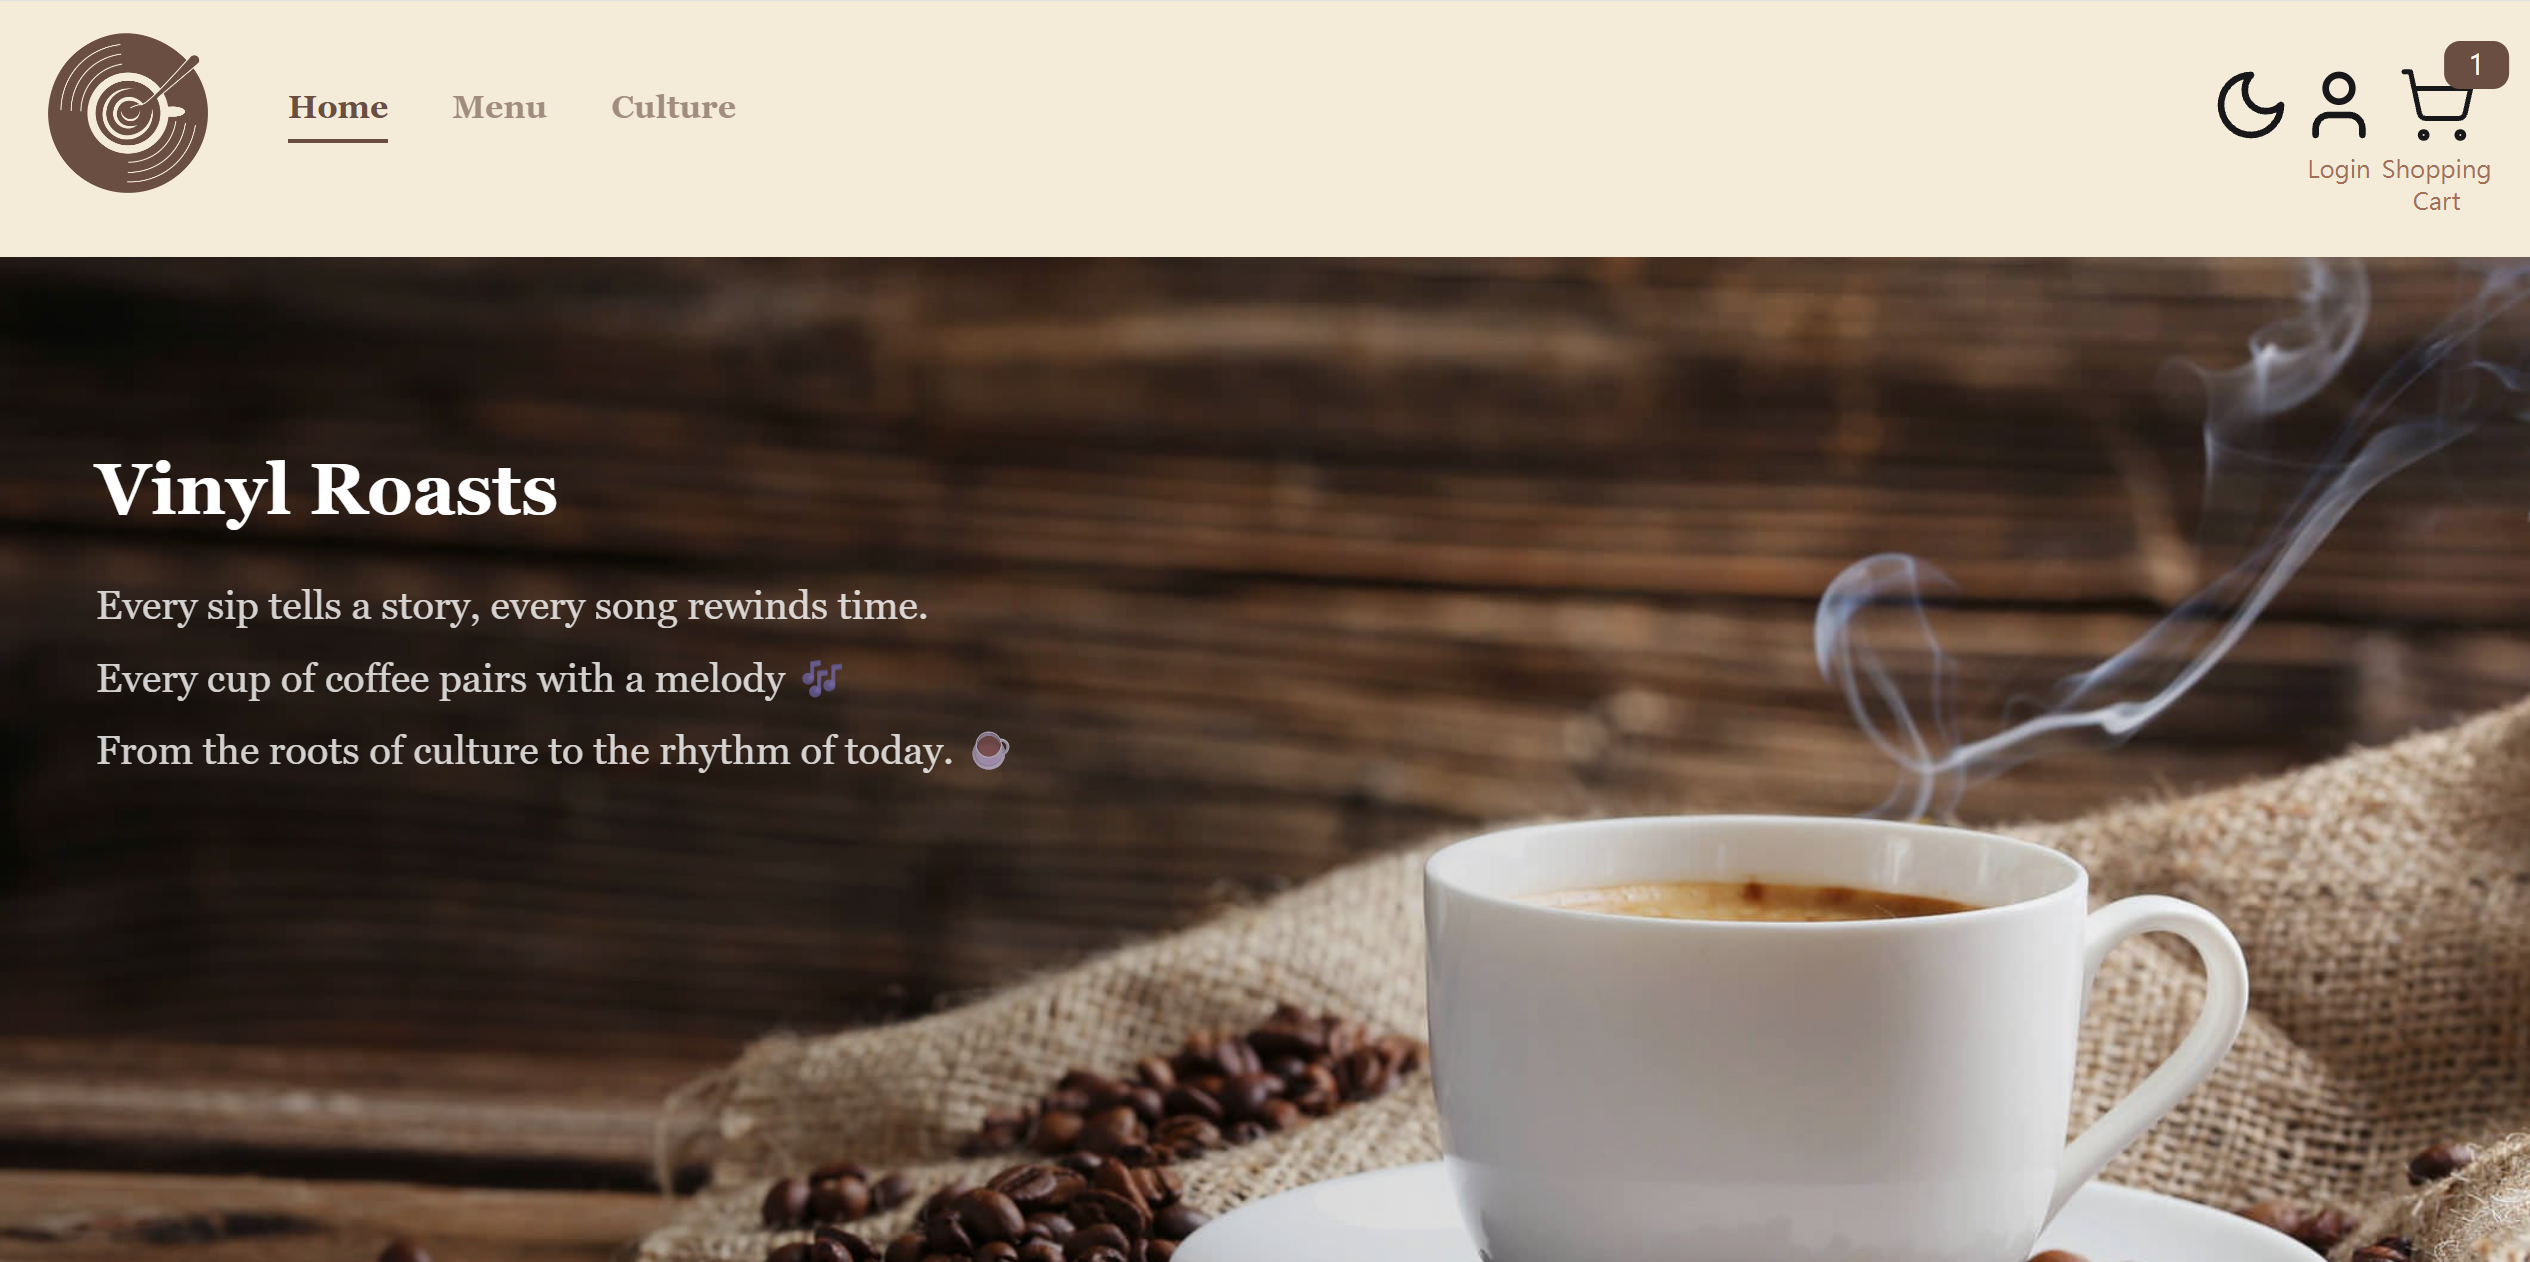 Home Menu Culture
1
Login Shopping
Cart
Vinyl Roasts
Every sip tells a story, every song rewinds time.
Every cup of coffee pairs with a melody 🎶
From the roots of culture to the rhythm of today. ☕